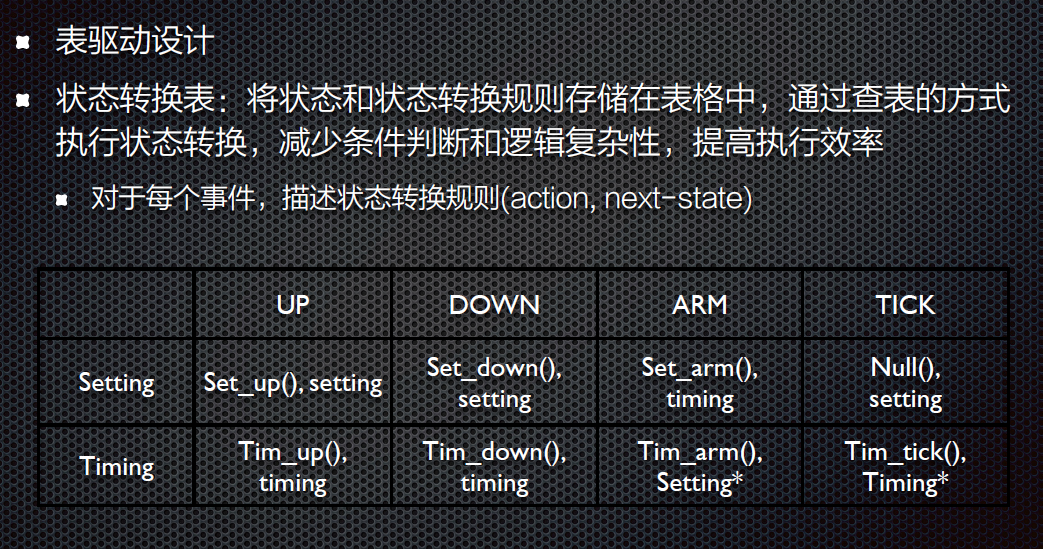 表驱动设计
状态转换表：将状态和状态转换规则存储在表格中，通过查表的方式
执行状态转换，减少条件判断和逻辑复杂性，提高执行效率
对于每个事件，描述状态转换规则(action, next-state)
UP DOWN ARM TICK
Setting Set_up(), setting Set_down(), setting Set_arm(), timing Null(), setting
Timing Tim_up(), timing Tim_down(), timing Tim_arm(), Setting* Tim_tick(), Timing*